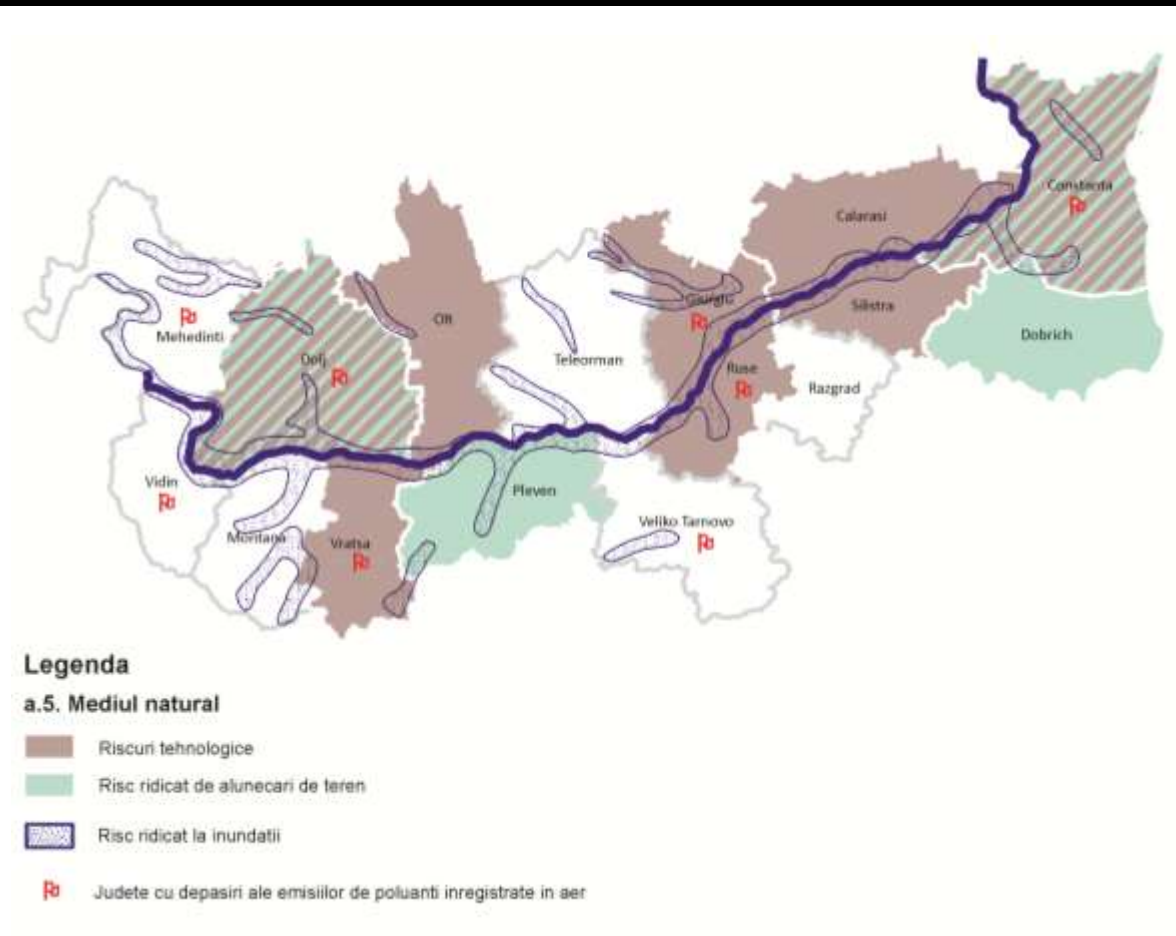 Constanta
Calarasi
Giurgiu
Silistra
Olt
Dobrich
Mehedinti
Teleorman
Dolj
Ruse
Razgrad
Vidin
Pleven
Veliko Tarnovo
Montana
Vratsa
Legenda
a.5. Mediul natural
Riscuri tehnologice
Risc ridicat de alunecari de teren
Risc ridicat la inundatii
Judete cu depasiri ale emisiilor de poluanti inregistrate in aer